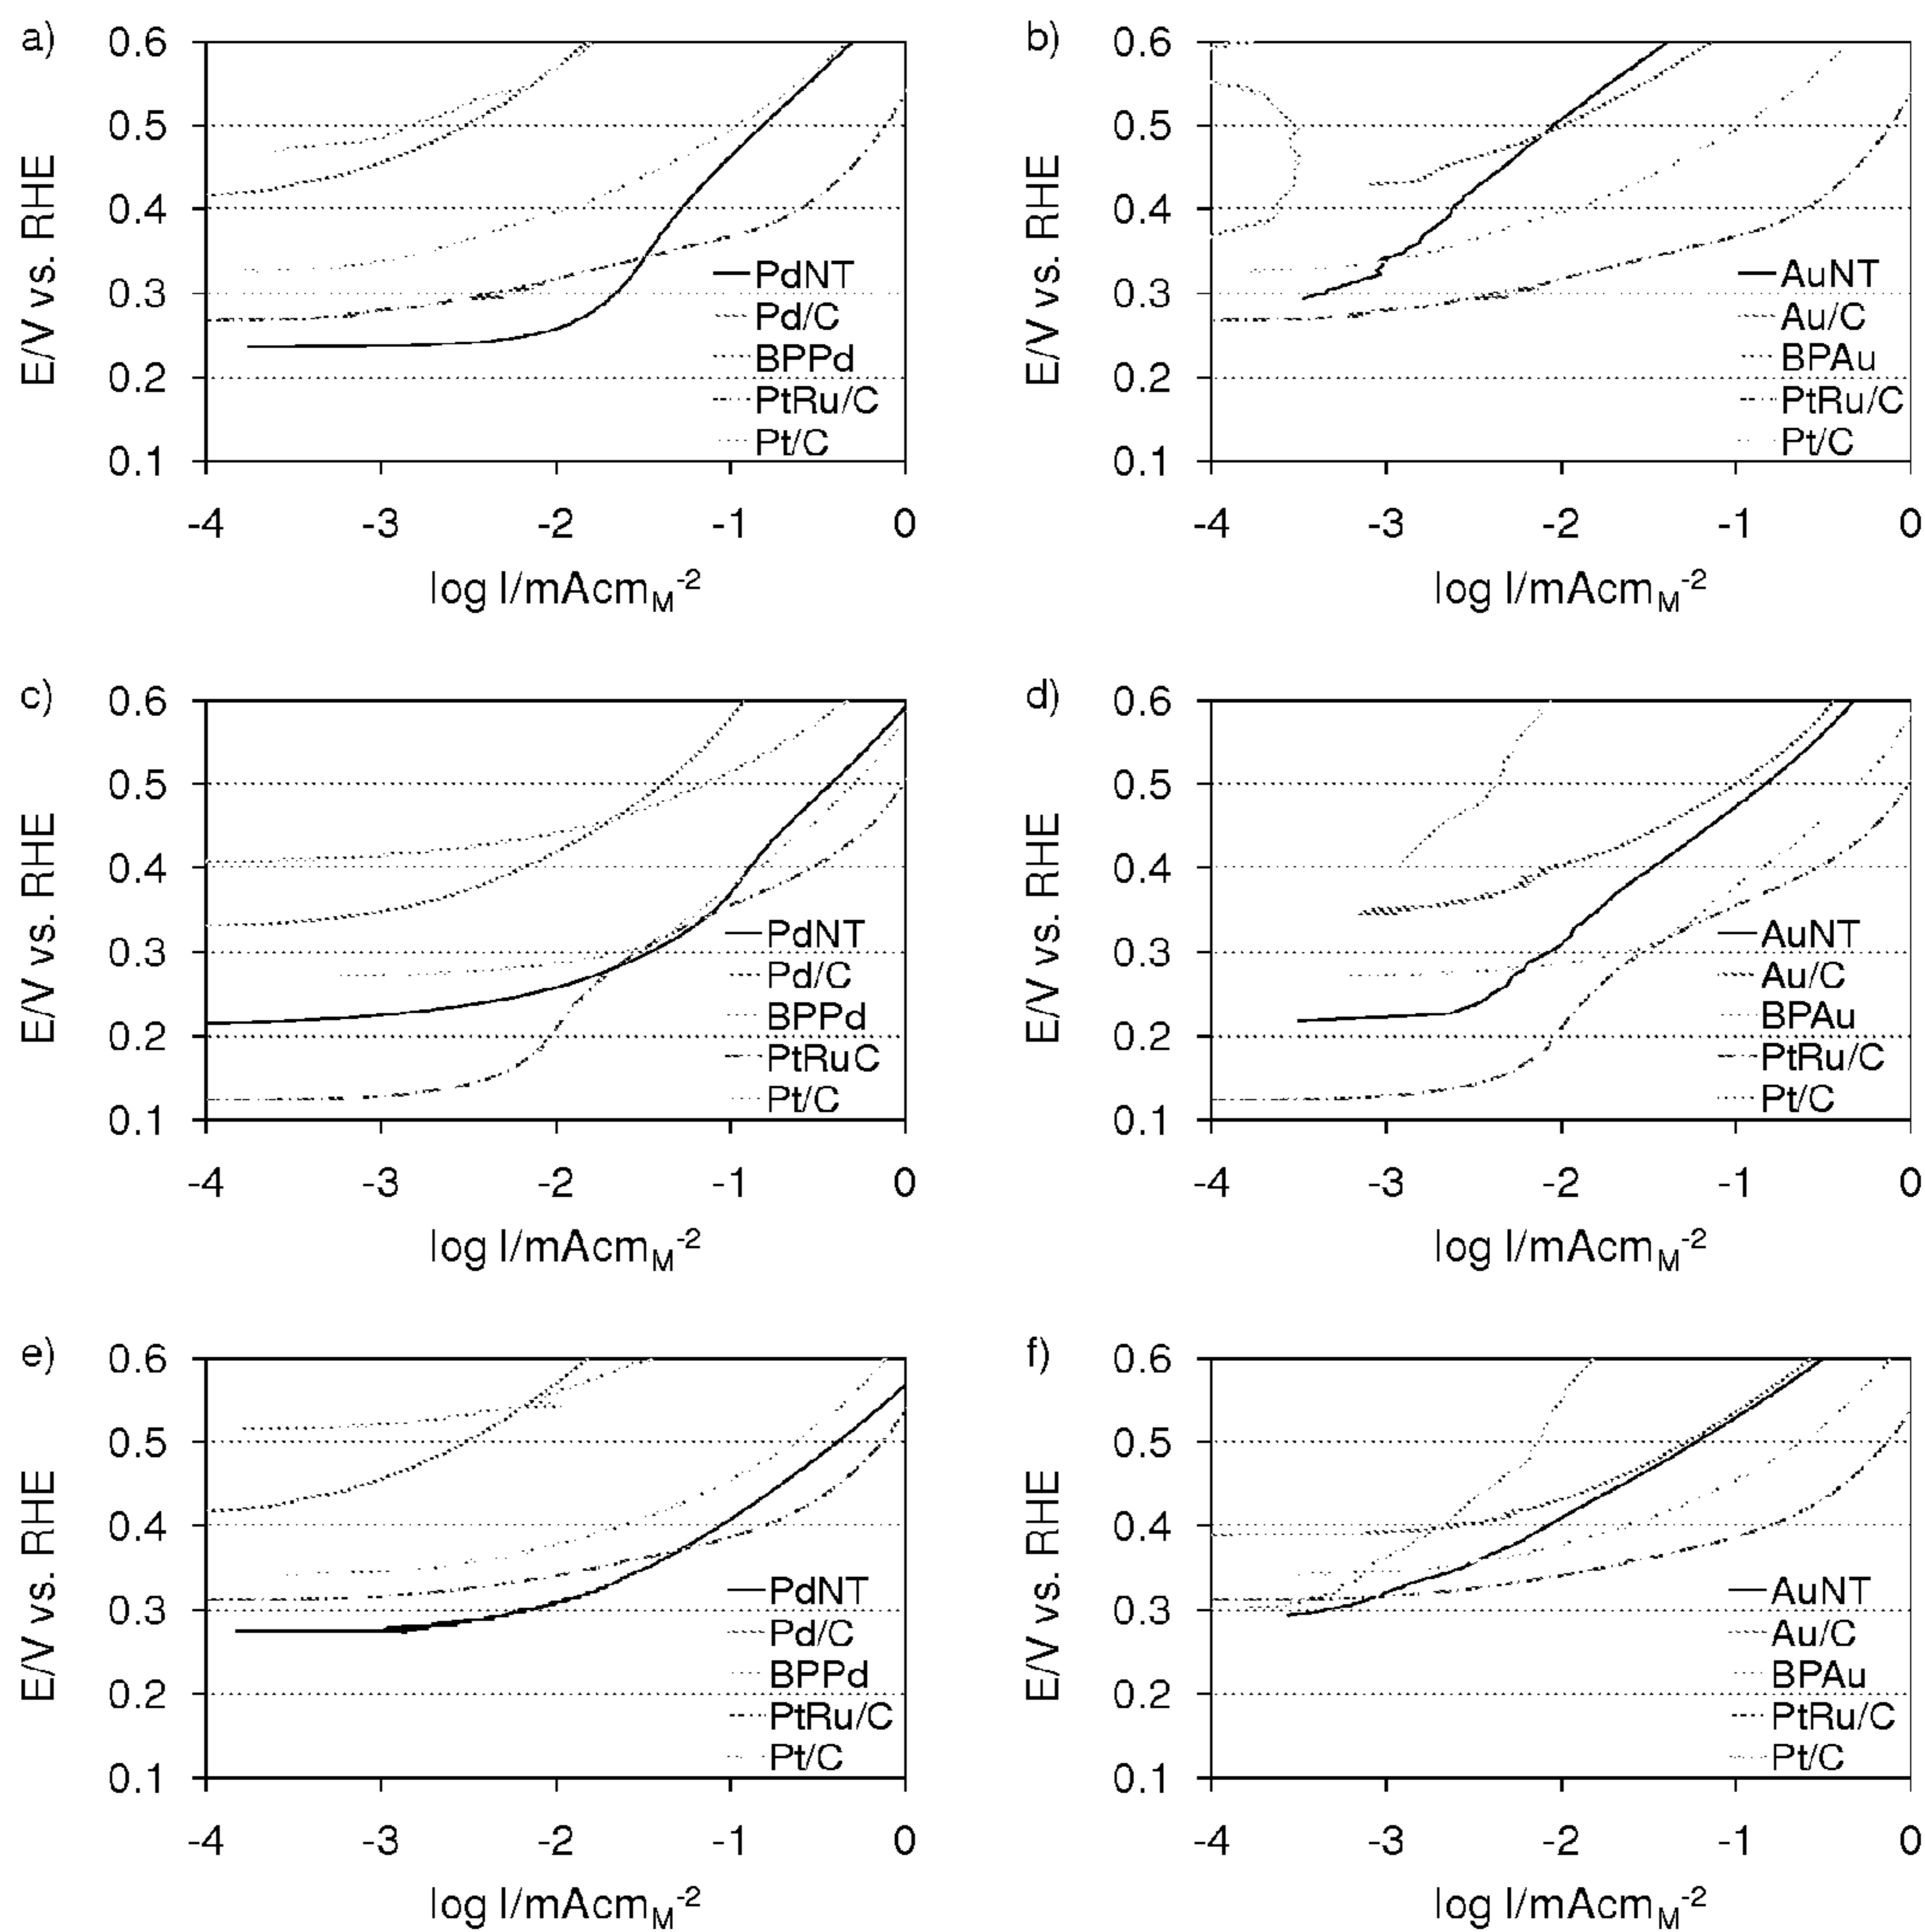 a)
0.6
0.5
0.4
0.3
0.2
0.1
E/V vs. RHE
PdNT
Pd/C
BPPd
PtRu/C
Pt/C
-4 -3 -2 -1 0
log I/mAcm_M^-2
b)
0.6
0.5
0.4
0.3
0.2
0.1
E/V vs. RHE
AuNT
Au/C
BPAu
PtRu/C
Pt/C
-4 -3 -2 -1 0
log I/mAcm_M^-2
c)
0.6
0.5
0.4
0.3
0.2
0.1
E/V vs. RHE
PdNT
Pd/C
BPPd
PtRuC
Pt/C
-4 -3 -2 -1 0
log I/mAcm_M^-2
d)
0.6
0.5
0.4
0.3
0.2
0.1
E/V vs. RHE
AuNT
Au/C
BPAu
PtRu/C
Pt/C
-4 -3 -2 -1 0
log I/mAcm_M^-2
e)
0.6
0.5
0.4
0.3
0.2
0.1
E/V vs. RHE
PdNT
Pd/C
BPPd
PtRu/C
Pt/C
-4 -3 -2 -1 0
log I/mAcm_M^-2
f)
0.6
0.5
0.4
0.3
0.2
0.1
E/V vs. RHE
AuNT
Au/C
BPAu
PtRu/C
Pt/C
-4 -3 -2 -1 0
log I/mAcm_M^-2